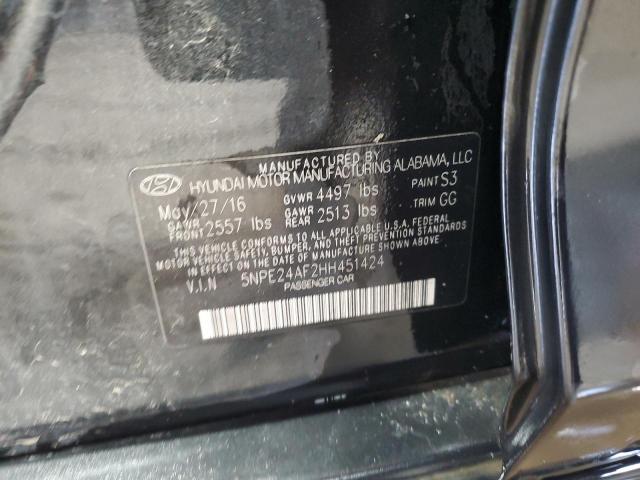 MANUFACTURED BY
HYUNDAI MOTOR MANUFACTURING ALABAMA, LLC
May/27/16 GVWR 4497 lbs PAINT S3
GAWR FRONT 2557 lbs GAWR REAR 2513 lbs TRIM GG
THIS VEHICLE CONFORMS TO ALL APPLICABLE U.S.A. FEDERAL
MOTOR VEHICLE SAFETY, BUMPER, AND THEFT PREVENTION
STANDARDS IN EFFECT ON THE DATE OF MANUFACTURE
V.I.N 5NPE24AF2HH451424
PASSENGER CAR